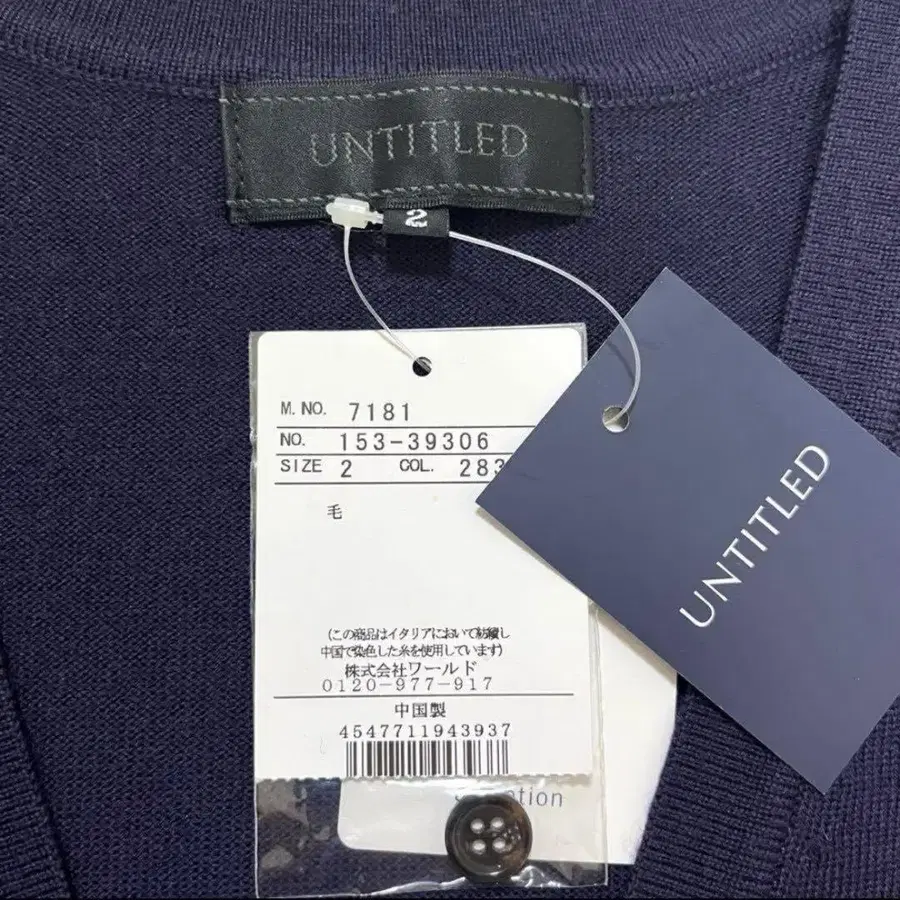 UNTITLED
2
M. NO. 7181
NO. 153-39306
SIZE 2 COL. 283
毛
(この商品はイタリアにおいて紡績し
中国で染色した糸を使用しています)
株式会社ワールド
0120-977-917
中国製
4547711943937
UNTITLED